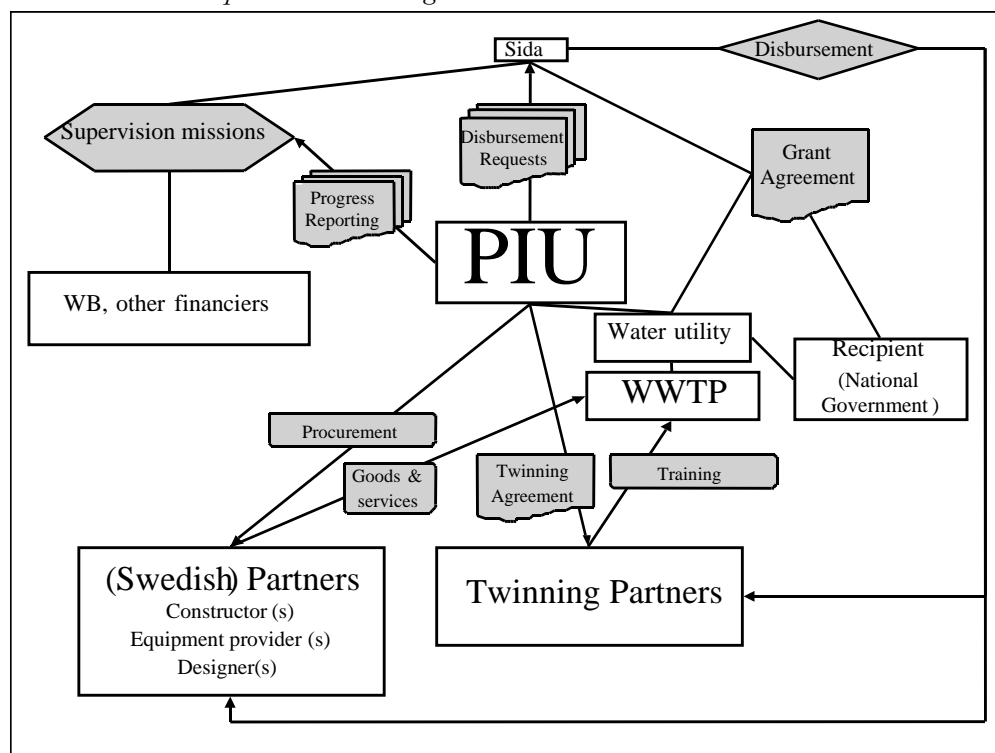 Sida
Disbursement
Supervision missions
Disbursement
Requests
Grant
Agreement
Progress
Reporting
PIU
WB, other financiers
Water utility
Recipient
(National
Government )
WWTP
Procurement
Goods &
services
Twinning
Agreement
Training
(Swedish) Partners
Constructor (s)
Equipment provider (s)
Designer(s)
Twinning Partners